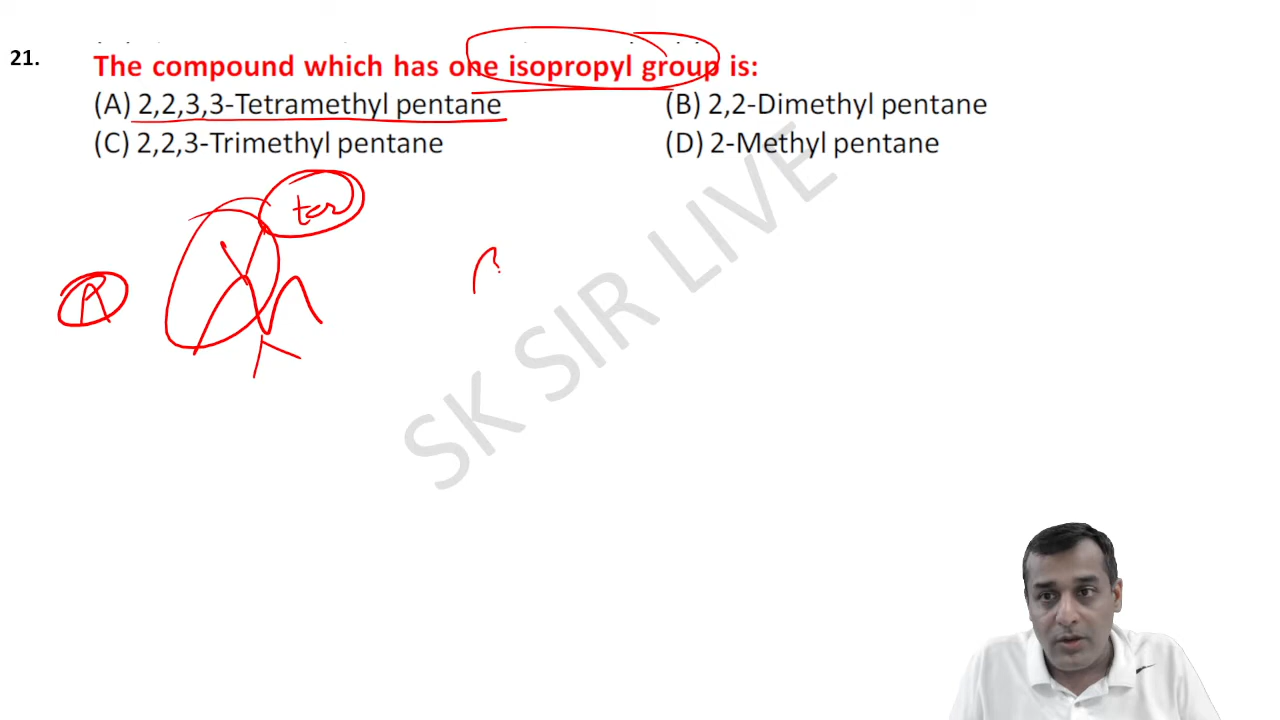 21.
The compound which has one isopropyl group is:
(A) 2,2,3,3-Tetramethyl pentane (B) 2,2-Dimethyl pentane
(C) 2,2,3-Trimethyl pentane (D) 2-Methyl pentane
ter
A
SK SIR LIVE